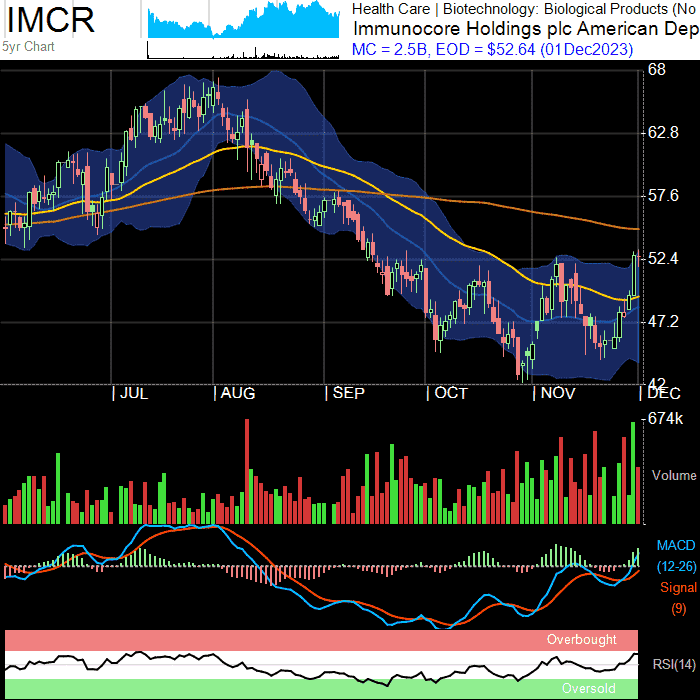 IMCR
5yr Chart
Health Care | Biotechnology: Biological Products (No
Immunocore Holdings plc American Dep
MC = 2.5B, EOD = $52.64 (01Dec2023)
68
62.8
57.6
52.4
47.2
42
| JUL | AUG | SEP | OCT | NOV | DEC
674k
Volume
MACD
(12-26)
Signal
(9)
Overbought
RSI(14)
Oversold